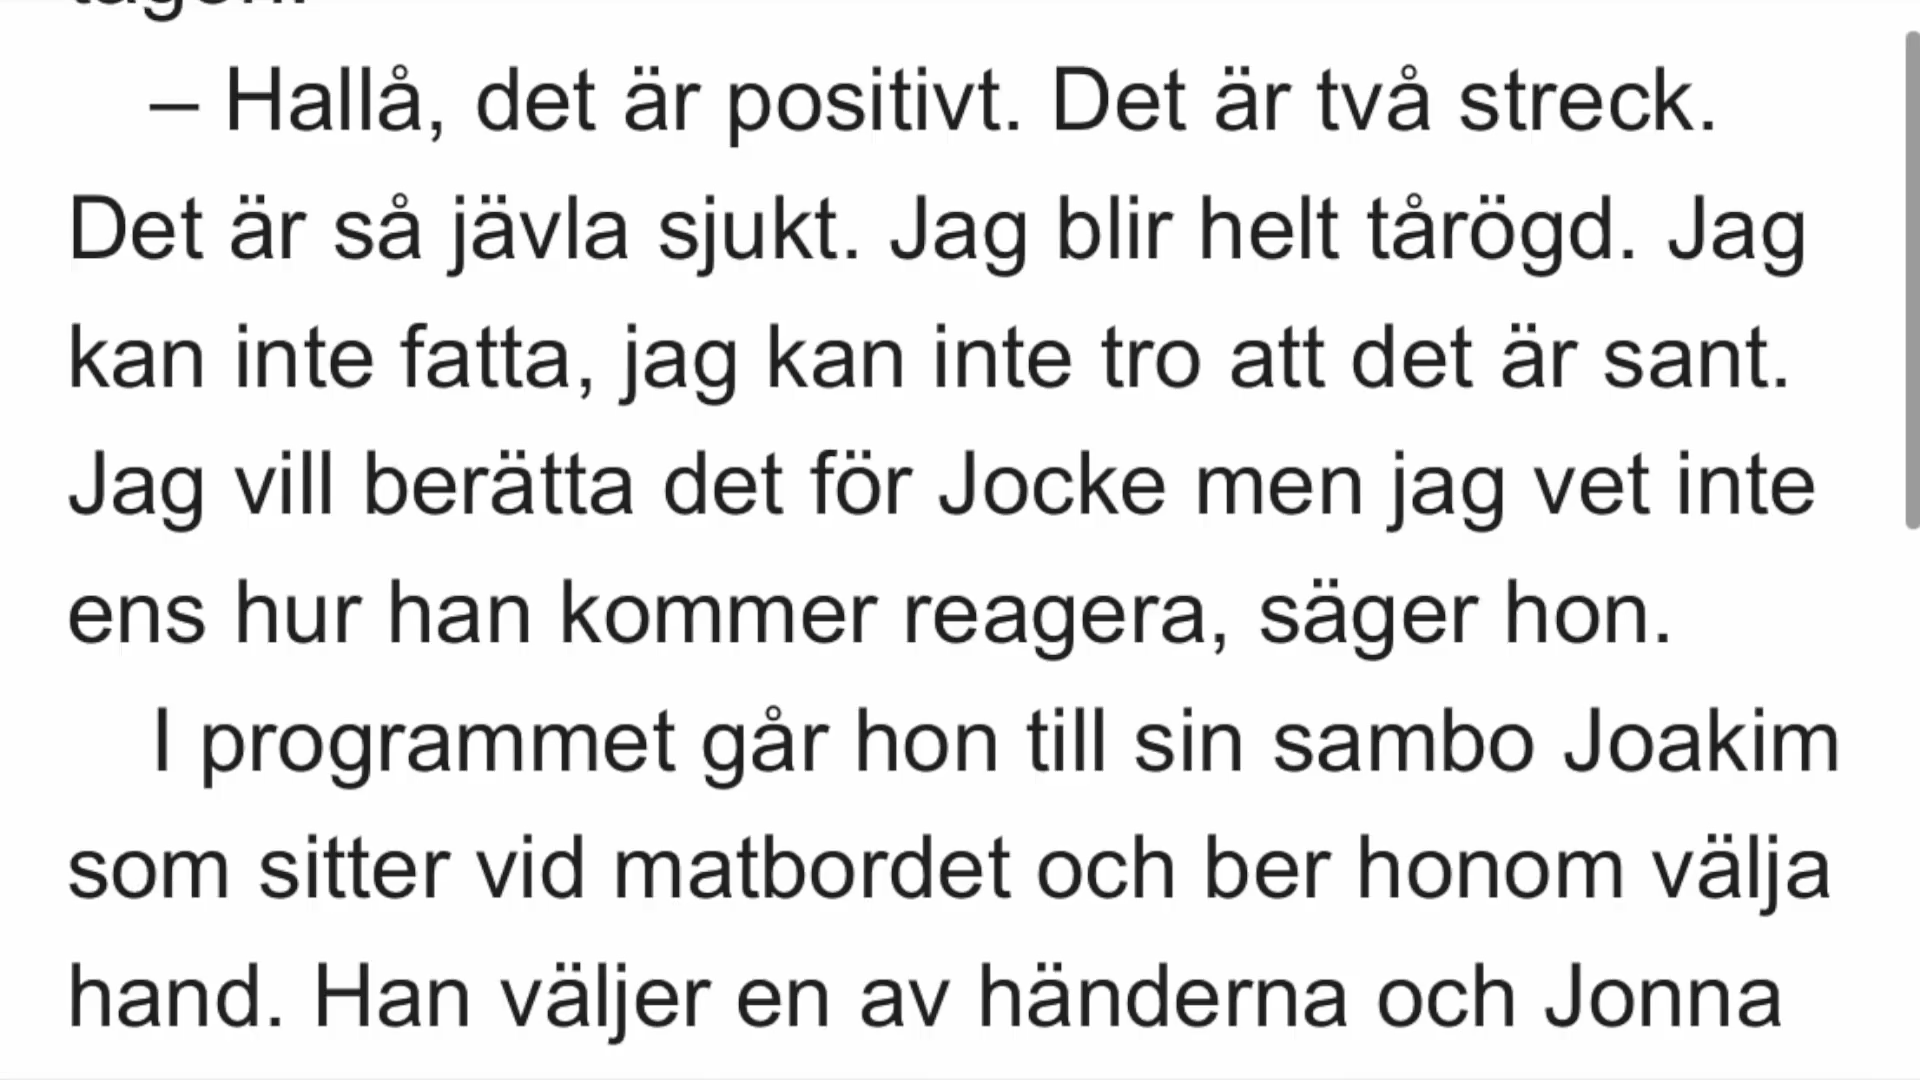 – Hallå, det är positivt. Det är två streck.
Det är så jävla sjukt. Jag blir helt tårögd. Jag
kan inte fatta, jag kan inte tro att det är sant.
Jag vill berätta det för Jocke men jag vet inte
ens hur han kommer reagera, säger hon.
I programmet går hon till sin sambo Joakim
som sitter vid matbordet och ber honom välja
hand. Han väljer en av händerna och Jonna